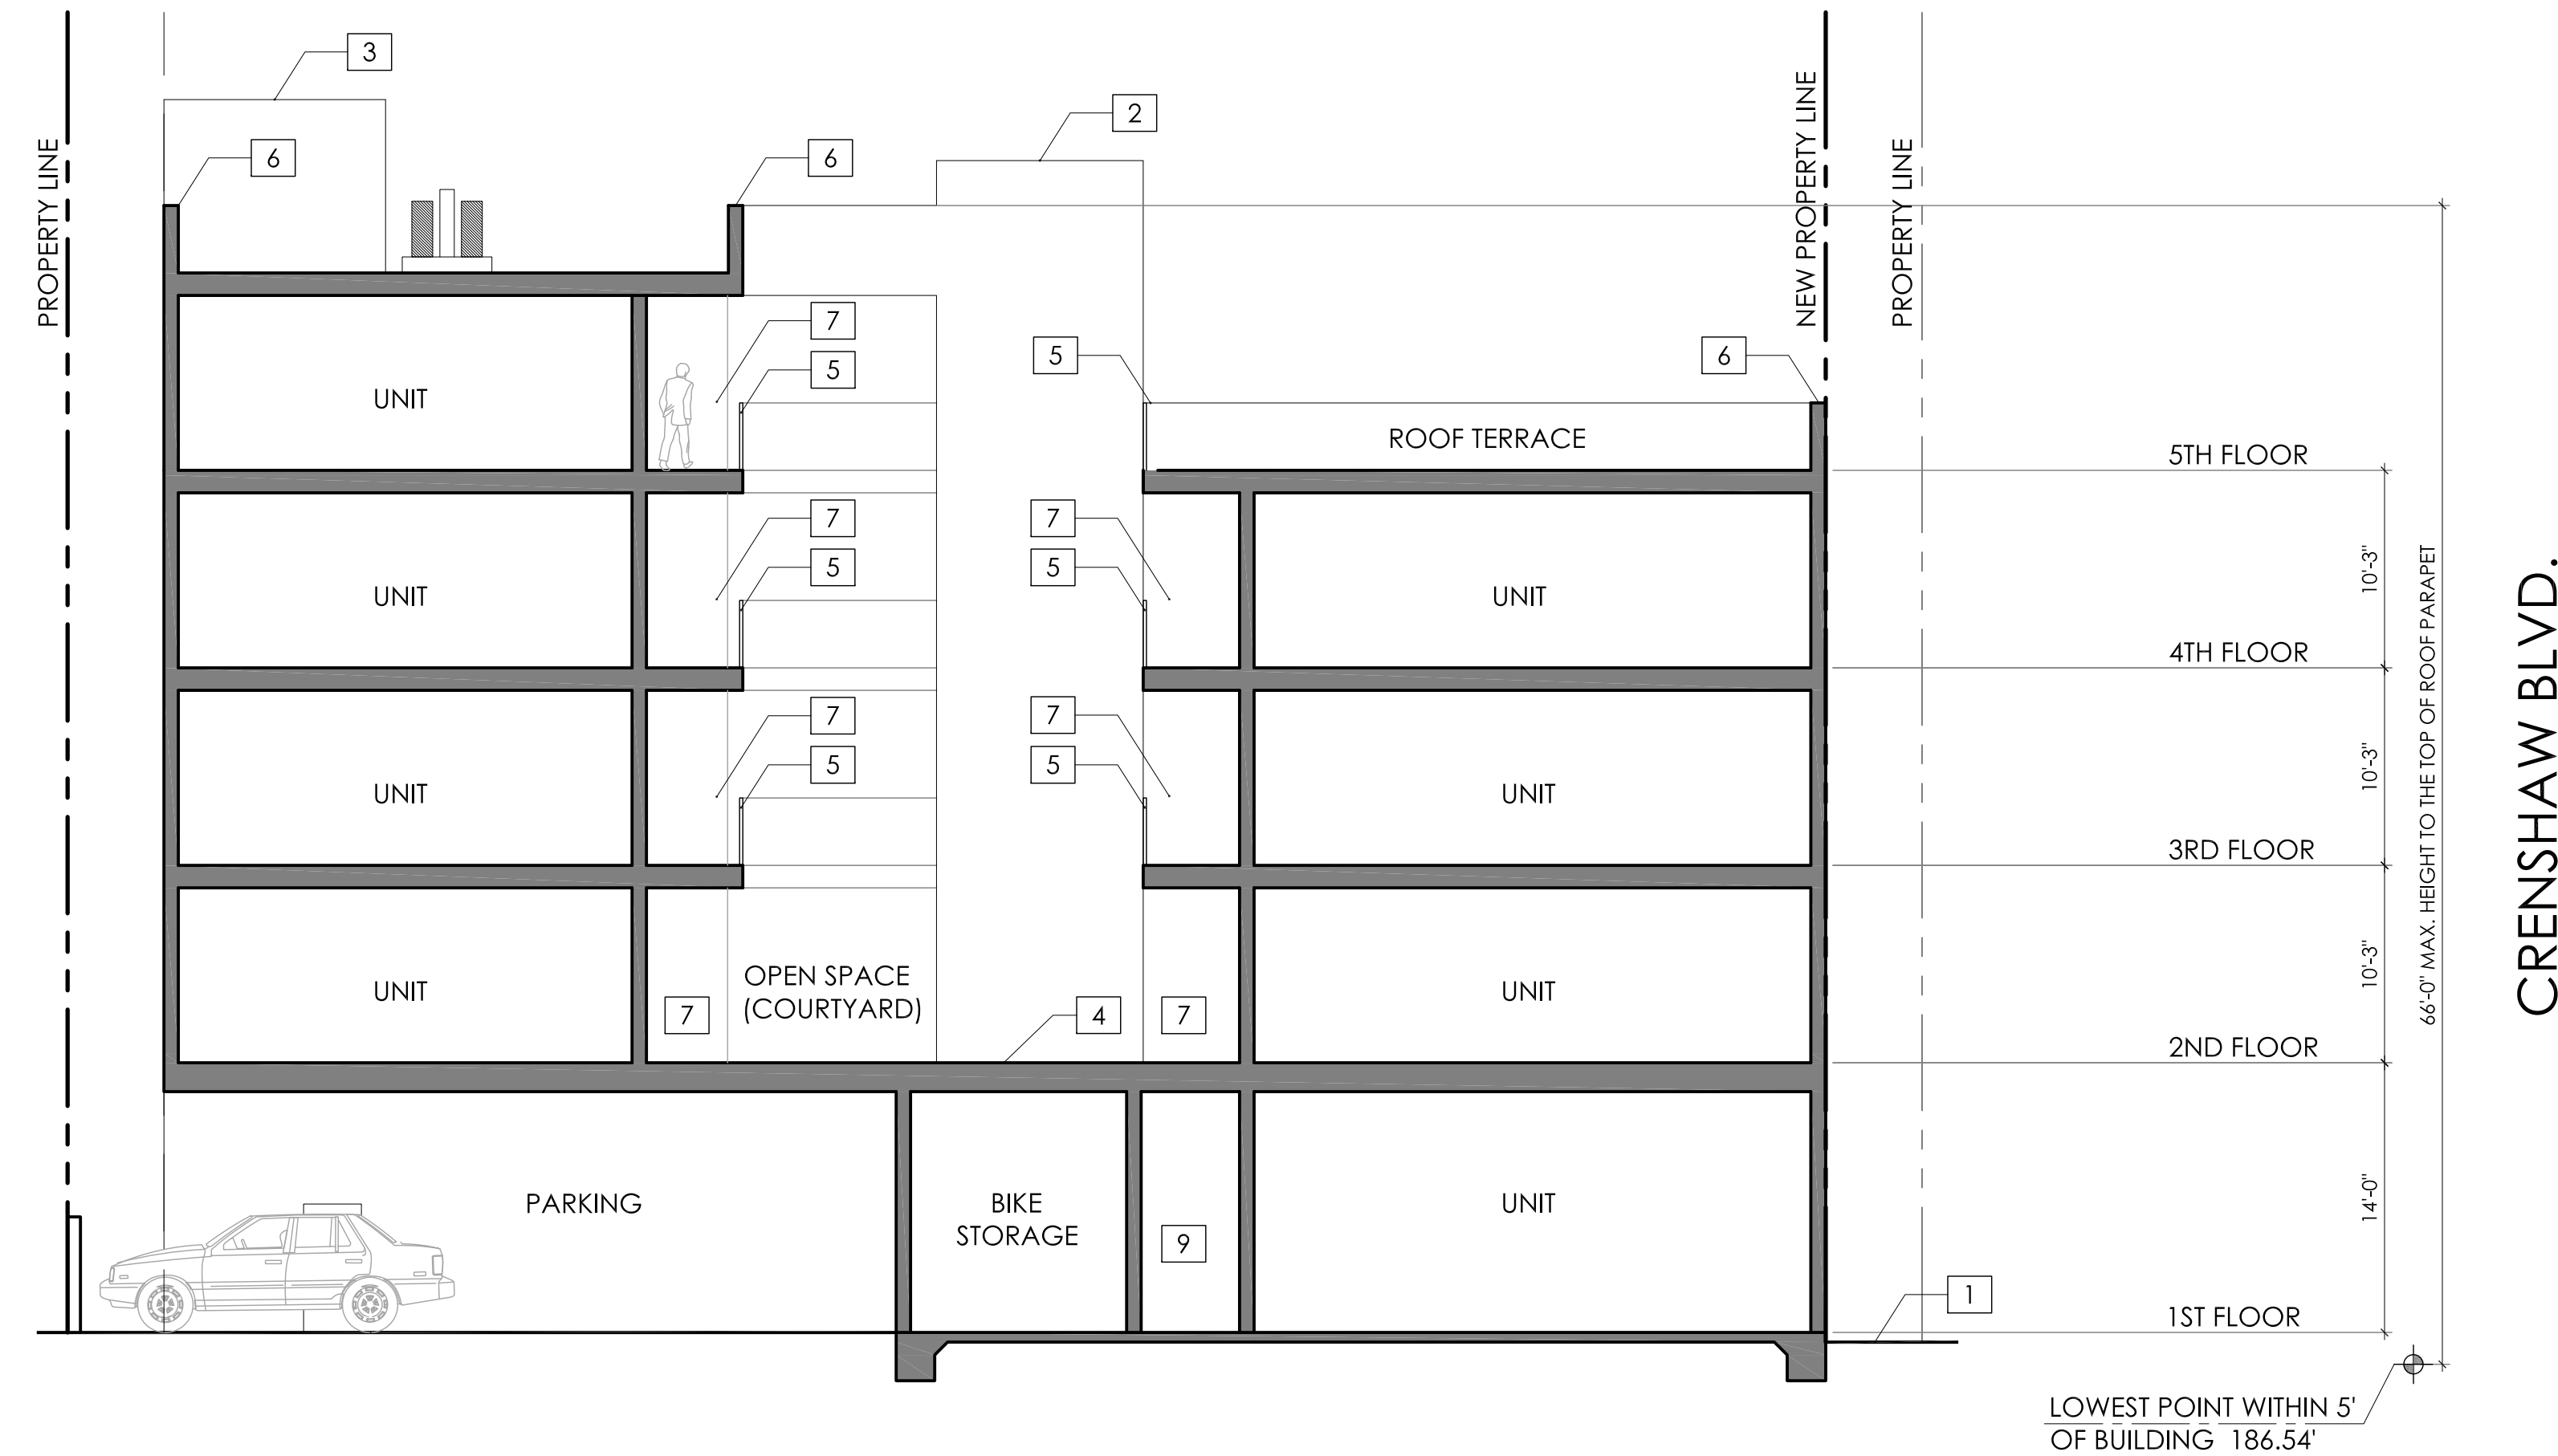 3
2
6
6
PROPERTY LINE
NEW PROPERTY LINE
PROPERTY LINE
7
5
5
6
UNIT
ROOF TERRACE
5TH FLOOR
7
7
5
5
UNIT
UNIT
10'-3"
4TH FLOOR
7
7
5
5
UNIT
UNIT
10'-3"
3RD FLOOR
66'-0" MAX. HEIGHT TO THE TOP OF ROOF PARAPET
CRENSHAW BLVD.
UNIT
OPEN SPACE
(COURTYARD)
7
4
7
UNIT
10'-3"
2ND FLOOR
PARKING
BIKE
STORAGE
9
UNIT
14'-0"
1
1ST FLOOR
LOWEST POINT WITHIN 5'
OF BUILDING 186.54'